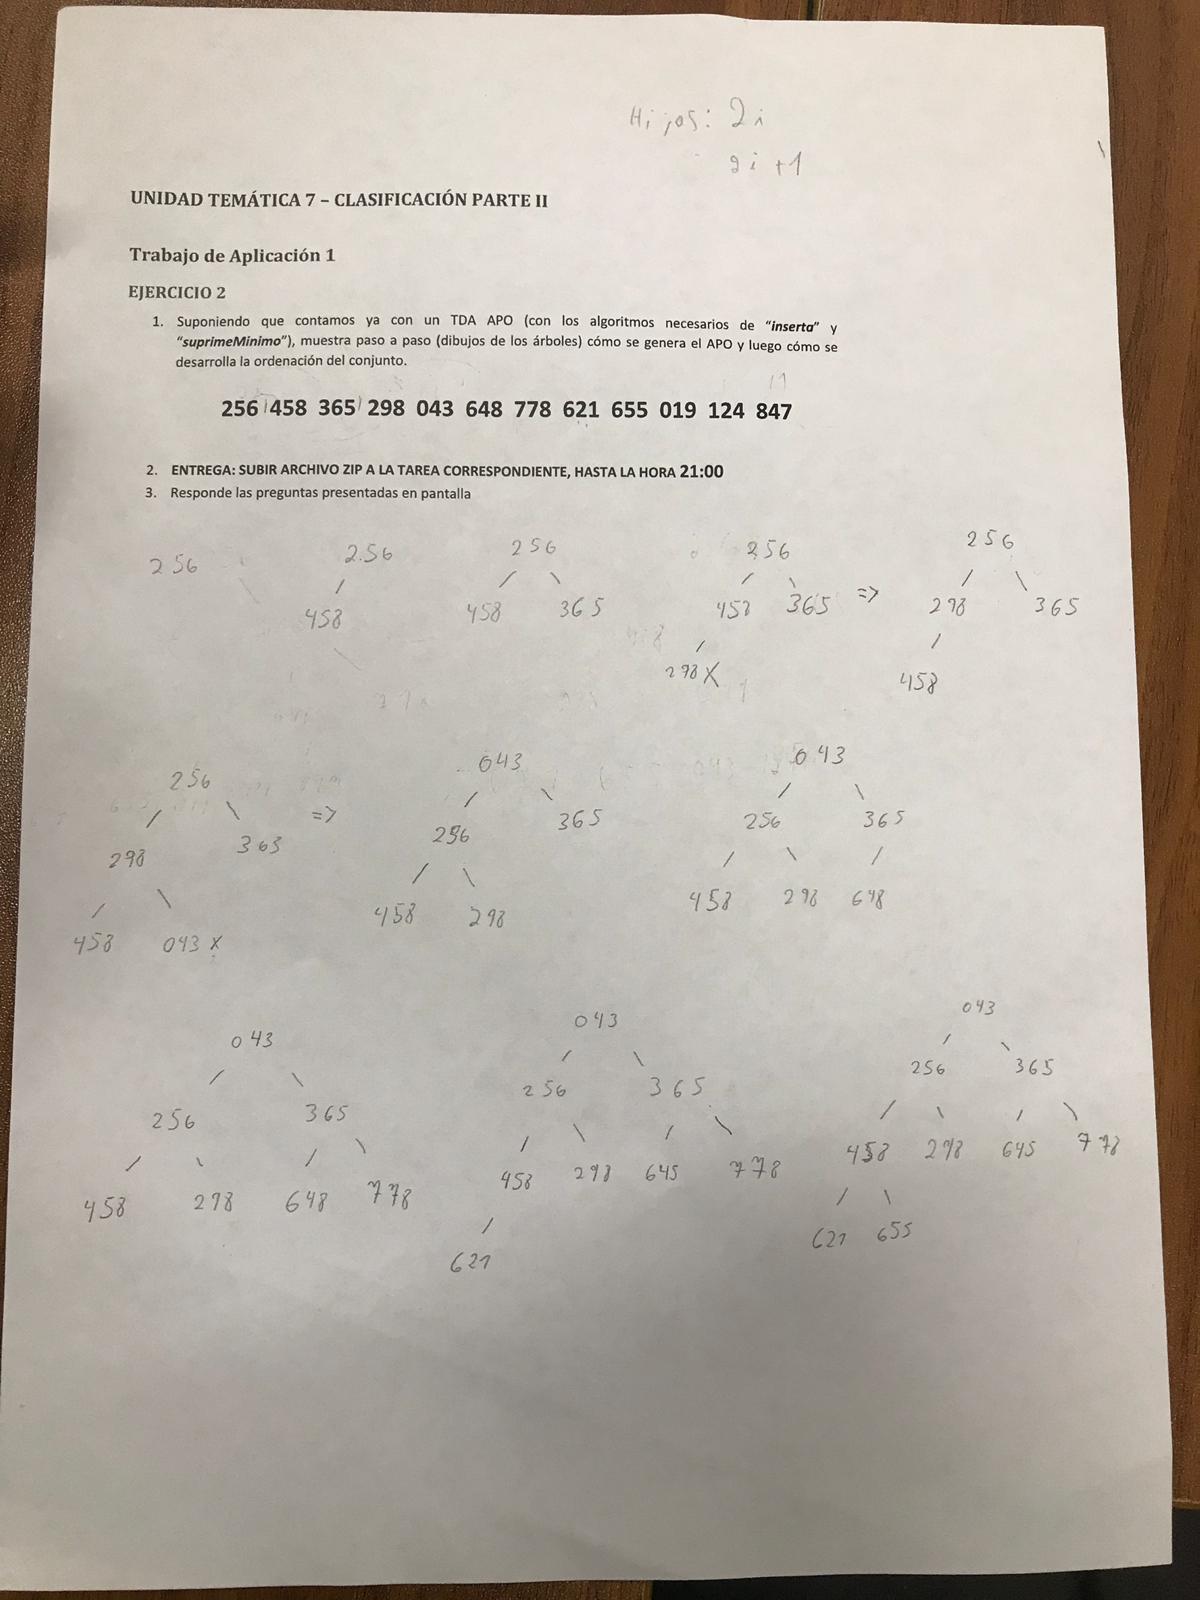 Hijos: 2i
2i +1
UNIDAD TEMÁTICA 7 – CLASIFICACIÓN PARTE II
Trabajo de Aplicación 1
EJERCICIO 2
1. Suponiendo que contamos ya con un TDA APO (con los algoritmos necesarios de “inserta” y
“suprimeMinimo”), muestra paso a paso (dibujos de los árboles) cómo se genera el APO y luego cómo se
desarrolla la ordenación del conjunto.
256 458 365 298 043 648 778 621 655 019 124 847
2. ENTREGA: SUBIR ARCHIVO ZIP A LA TAREA CORRESPONDIENTE, HASTA LA HORA 21:00
3. Responde las preguntas presentadas en pantalla
256 256 256 256 256
458 458 365 458 365 => 298 365
298 X 458
256 043 043
298 365 => 256 365 256 365
458 043 X 458 298 458 298 648
043 043 043
256 365 256 365 256 365
458 298 648 778 458 298 645 778 458 298 645 778
621 621 655